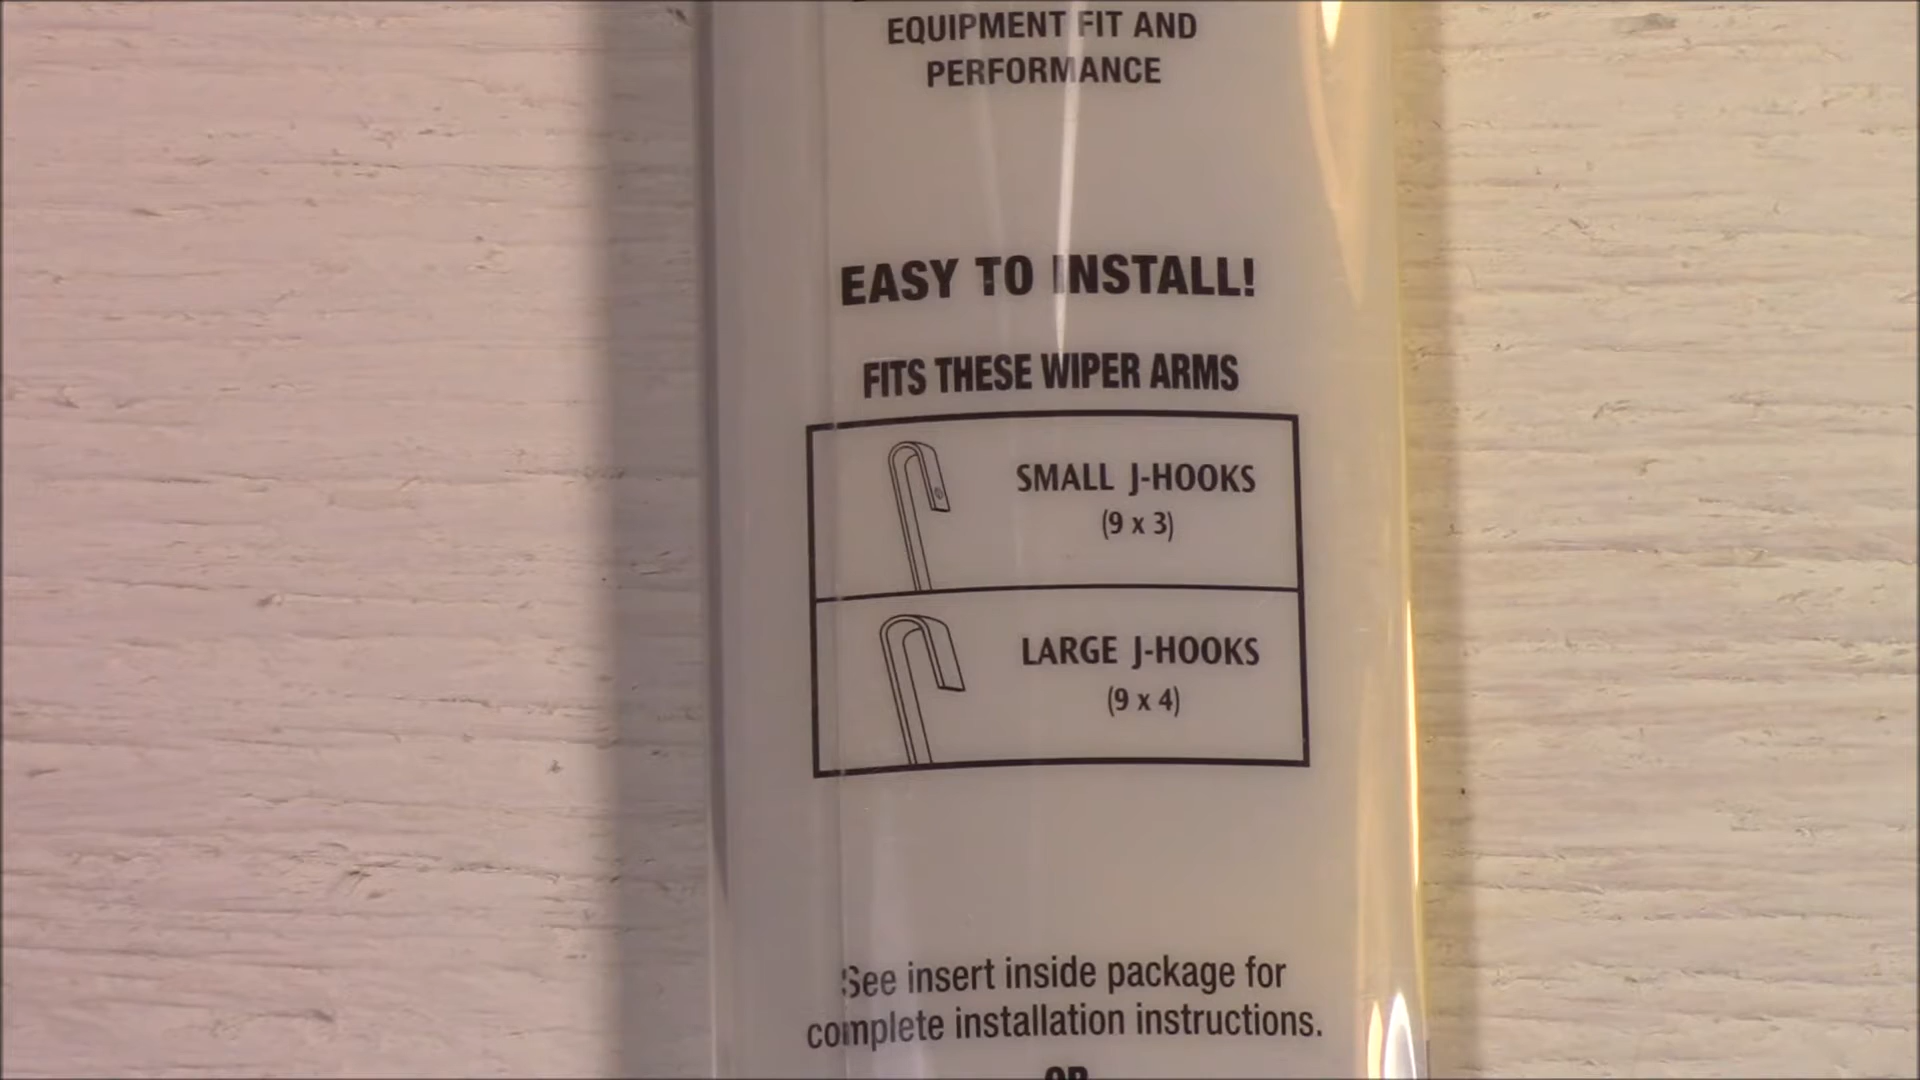 EQUIPMENT FIT AND
PERFORMANCE
EASY TO INSTALL!
FITS THESE WIPER ARMS
SMALL J-HOOKS
(9 x 3)
LARGE J-HOOKS
(9 x 4)
See insert inside package for
complete installation instructions.
OR